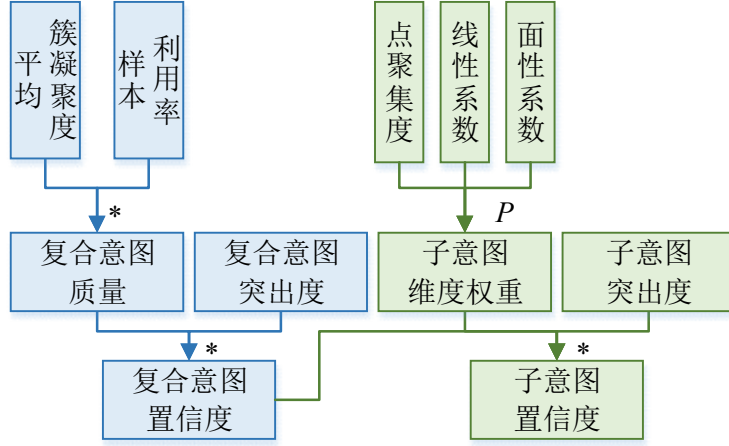 平均
簇凝聚度
样本
利用率
点聚集度
线性系数
面性系数
*
P
复合意图
质量
复合意图
突出度
子意图
维度权重
子意图
突出度
*
*
复合意图
置信度
子意图
置信度